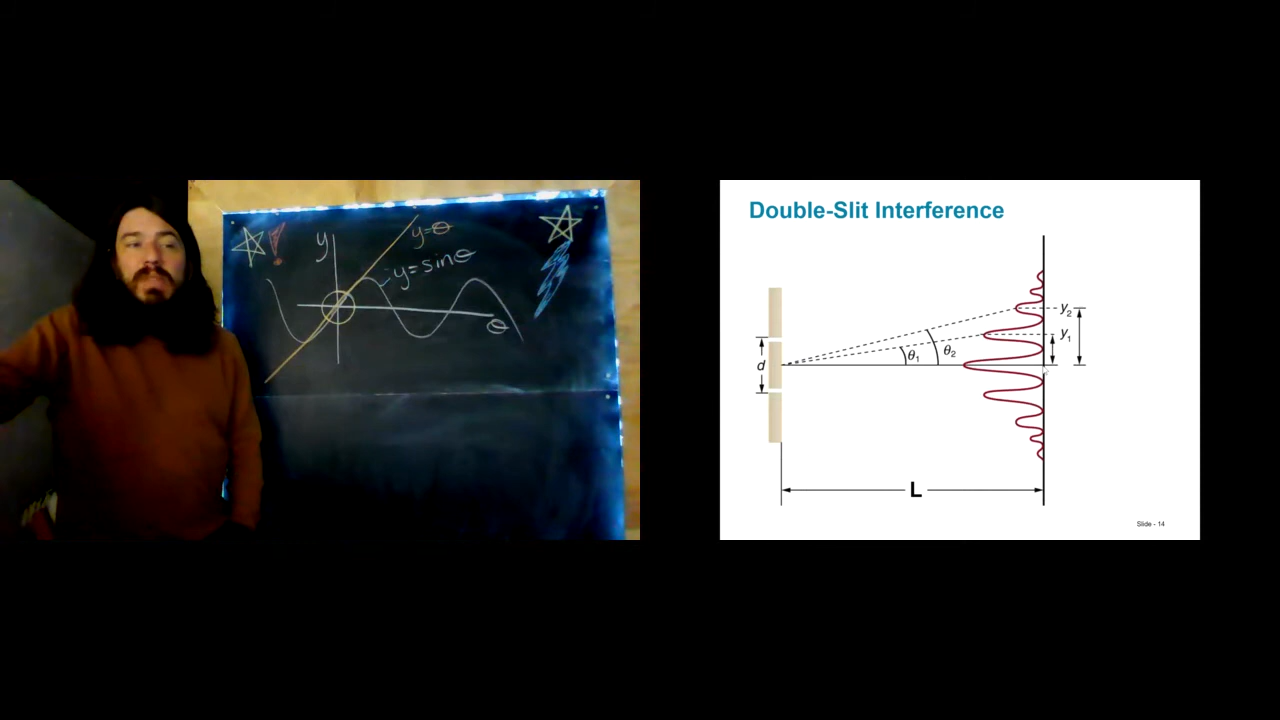 y
y=θ
y=sinθ
θ
Double-Slit Interference
y₂
y₁
θ₁
θ₂
d
L
Slide - 14